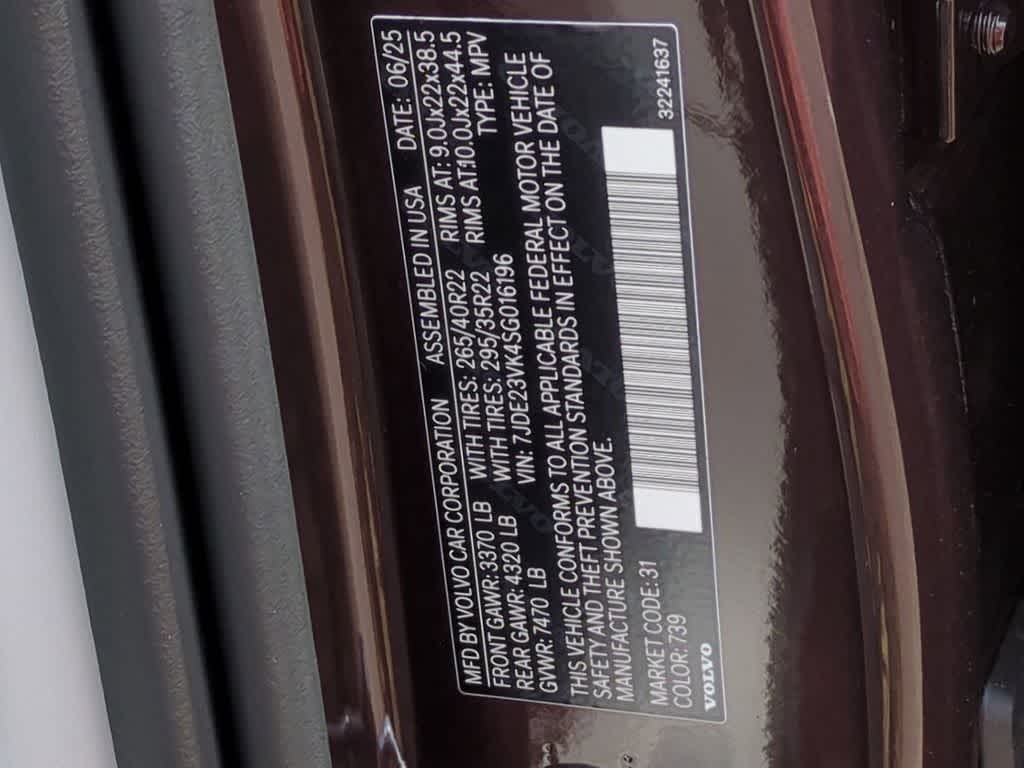 MFD BY VOLVO CAR CORPORATION ASSEMBLED IN USA DATE: 06/25
FRONT GAWR: 3370 LB WITH TIRES: 265/40R22 RIMS AT: 9.0Jx22x38.5
REAR GAWR: 4320 LB WITH TIRES: 295/35R22 RIMS AT:10.0Jx22x44.5
GVWR: 7470 LB VIN: 7JDE23VK4SG016196 TYPE: MPV
THIS VEHICLE CONFORMS TO ALL APPLICABLE FEDERAL MOTOR VEHICLE
SAFETY AND THEFT PREVENTION STANDARDS IN EFFECT ON THE DATE OF
MANUFACTURE SHOWN ABOVE.
MARKET CODE: 31
COLOR: 739
VOLVO
32241637